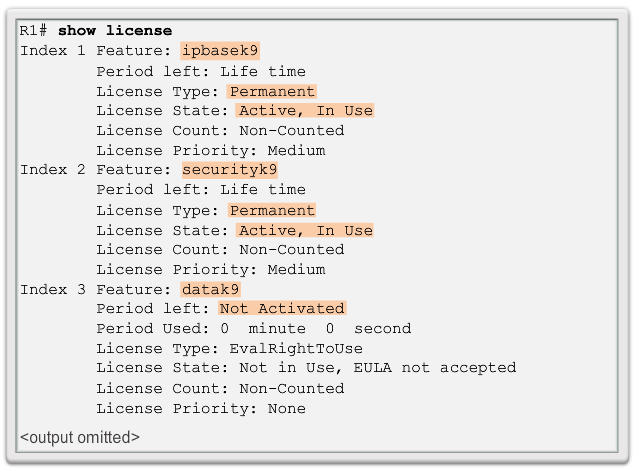 R1# show license
Index 1 Feature: ipbasek9
Period left: Life time
License Type: Permanent
License State: Active, In Use
License Count: Non-Counted
License Priority: Medium
Index 2 Feature: securityk9
Period left: Life time
License Type: Permanent
License State: Active, In Use
License Count: Non-Counted
License Priority: Medium
Index 3 Feature: datak9
Period left: Not Activated
Period Used: 0 minute 0 second
License Type: EvalRightToUse
License State: Not in Use, EULA not accepted
License Count: Non-Counted
License Priority: None
<output omitted>